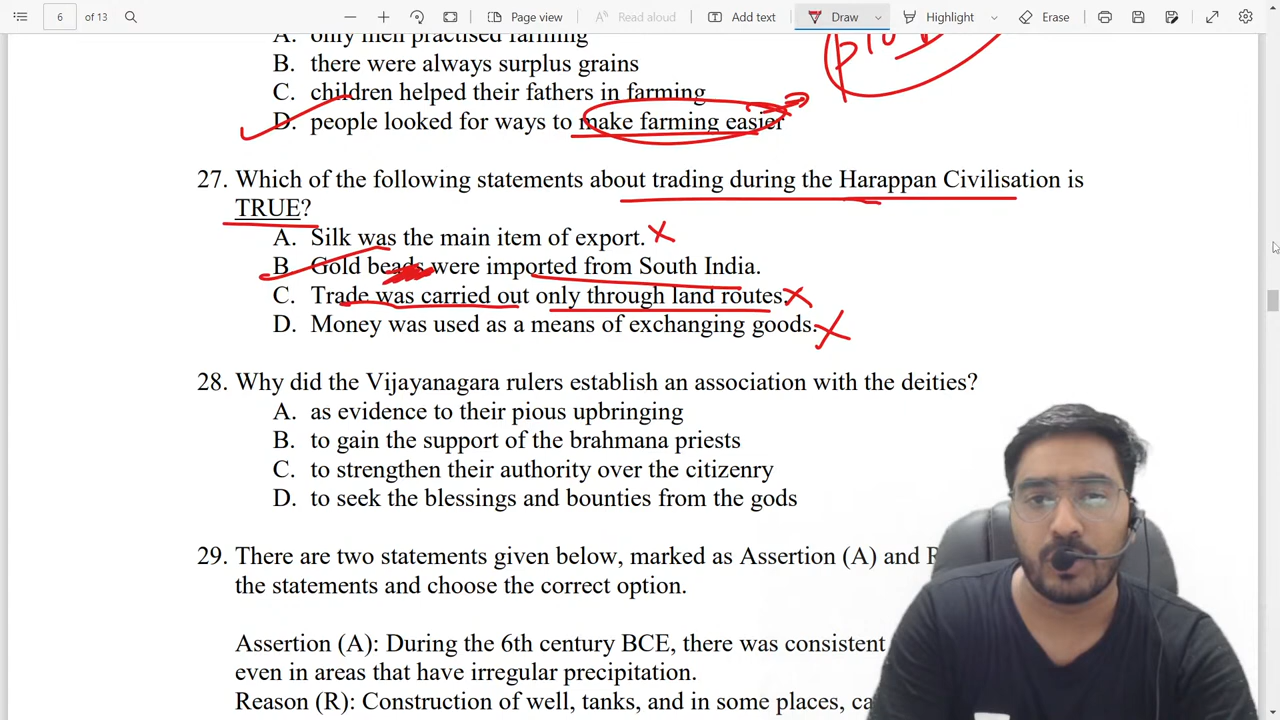 6 of 13 Page view Read aloud Add text Draw Highlight Erase
A. only men practised farming
B. there were always surplus grains
C. children helped their fathers in farming
D. people looked for ways to make farming easier
27. Which of the following statements about trading during the Harappan Civilisation is
TRUE?
A. Silk was the main item of export.
B. Gold beads were imported from South India.
C. Trade was carried out only through land routes.
D. Money was used as a means of exchanging goods.
28. Why did the Vijayanagara rulers establish an association with the deities?
A. as evidence to their pious upbringing
B. to gain the support of the brahmana priests
C. to strengthen their authority over the citizenry
D. to seek the blessings and bounties from the gods
29. There are two statements given below, marked as Assertion (A) and R
the statements and choose the correct option.
Assertion (A): During the 6th century BCE, there was consistent
even in areas that have irregular precipitation.
Reason (R): Construction of well, tanks, and in some places, ca